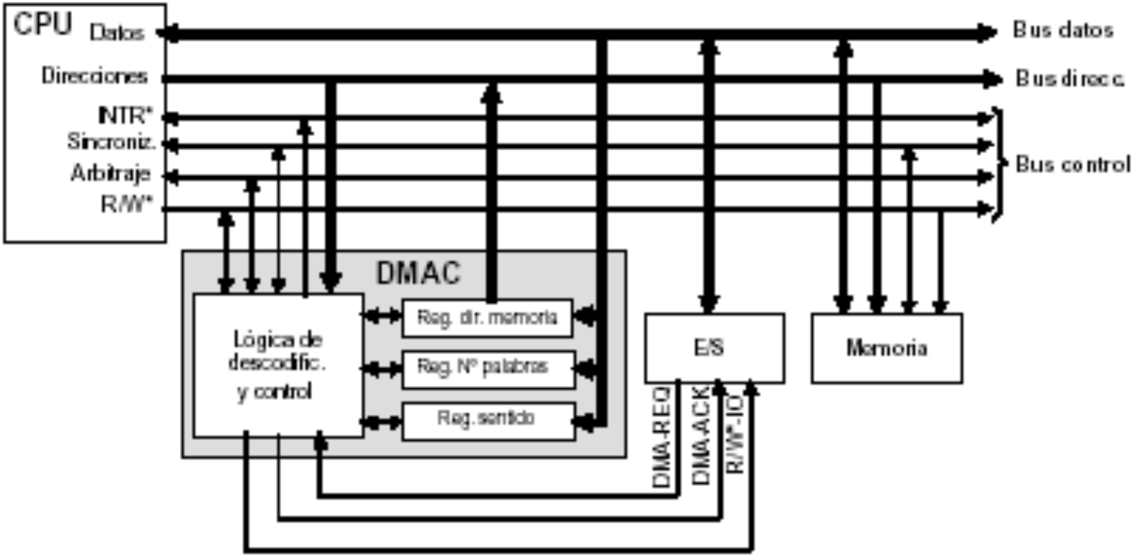 CPU
Datos
Direcciones
INTR*
Sincroniz.
Arbitraje
R/W*
Bus datos
Bus direcc.
Bus control
DMAC
Lógica de
descodific.
y control
Reg. dir. memoria
Reg. Nº palabras
Reg. sentido
E/S
Memoria
DMA-REQ
DMA-ACK
R/W*-IO